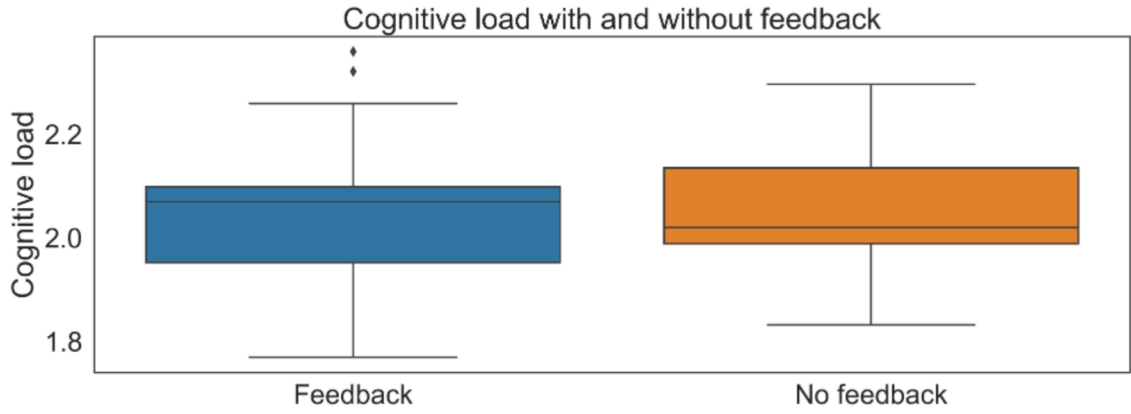 Cognitive load with and without feedback
Cognitive load
2.2
2.0
1.8
Feedback
No feedback